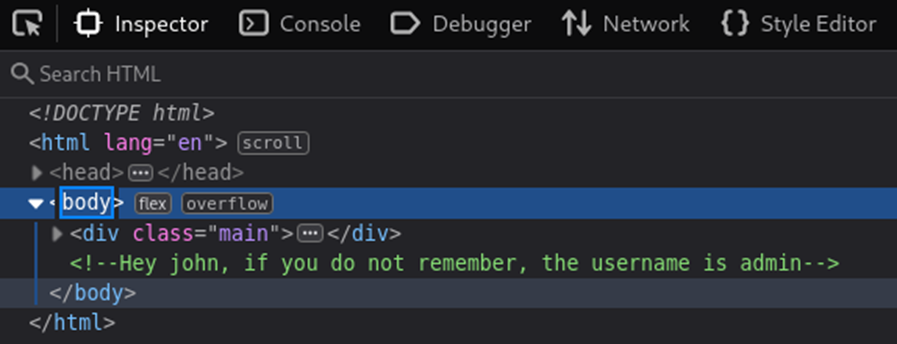 Inspector Console Debugger Network {} Style Editor
Search HTML
<!DOCTYPE html>
<html lang="en"> scroll
<head> ... </head>
<body> flex overflow
<div class="main"> ... </div>
<!--Hey john, if you do not remember, the username is admin-->
</body>
</html>